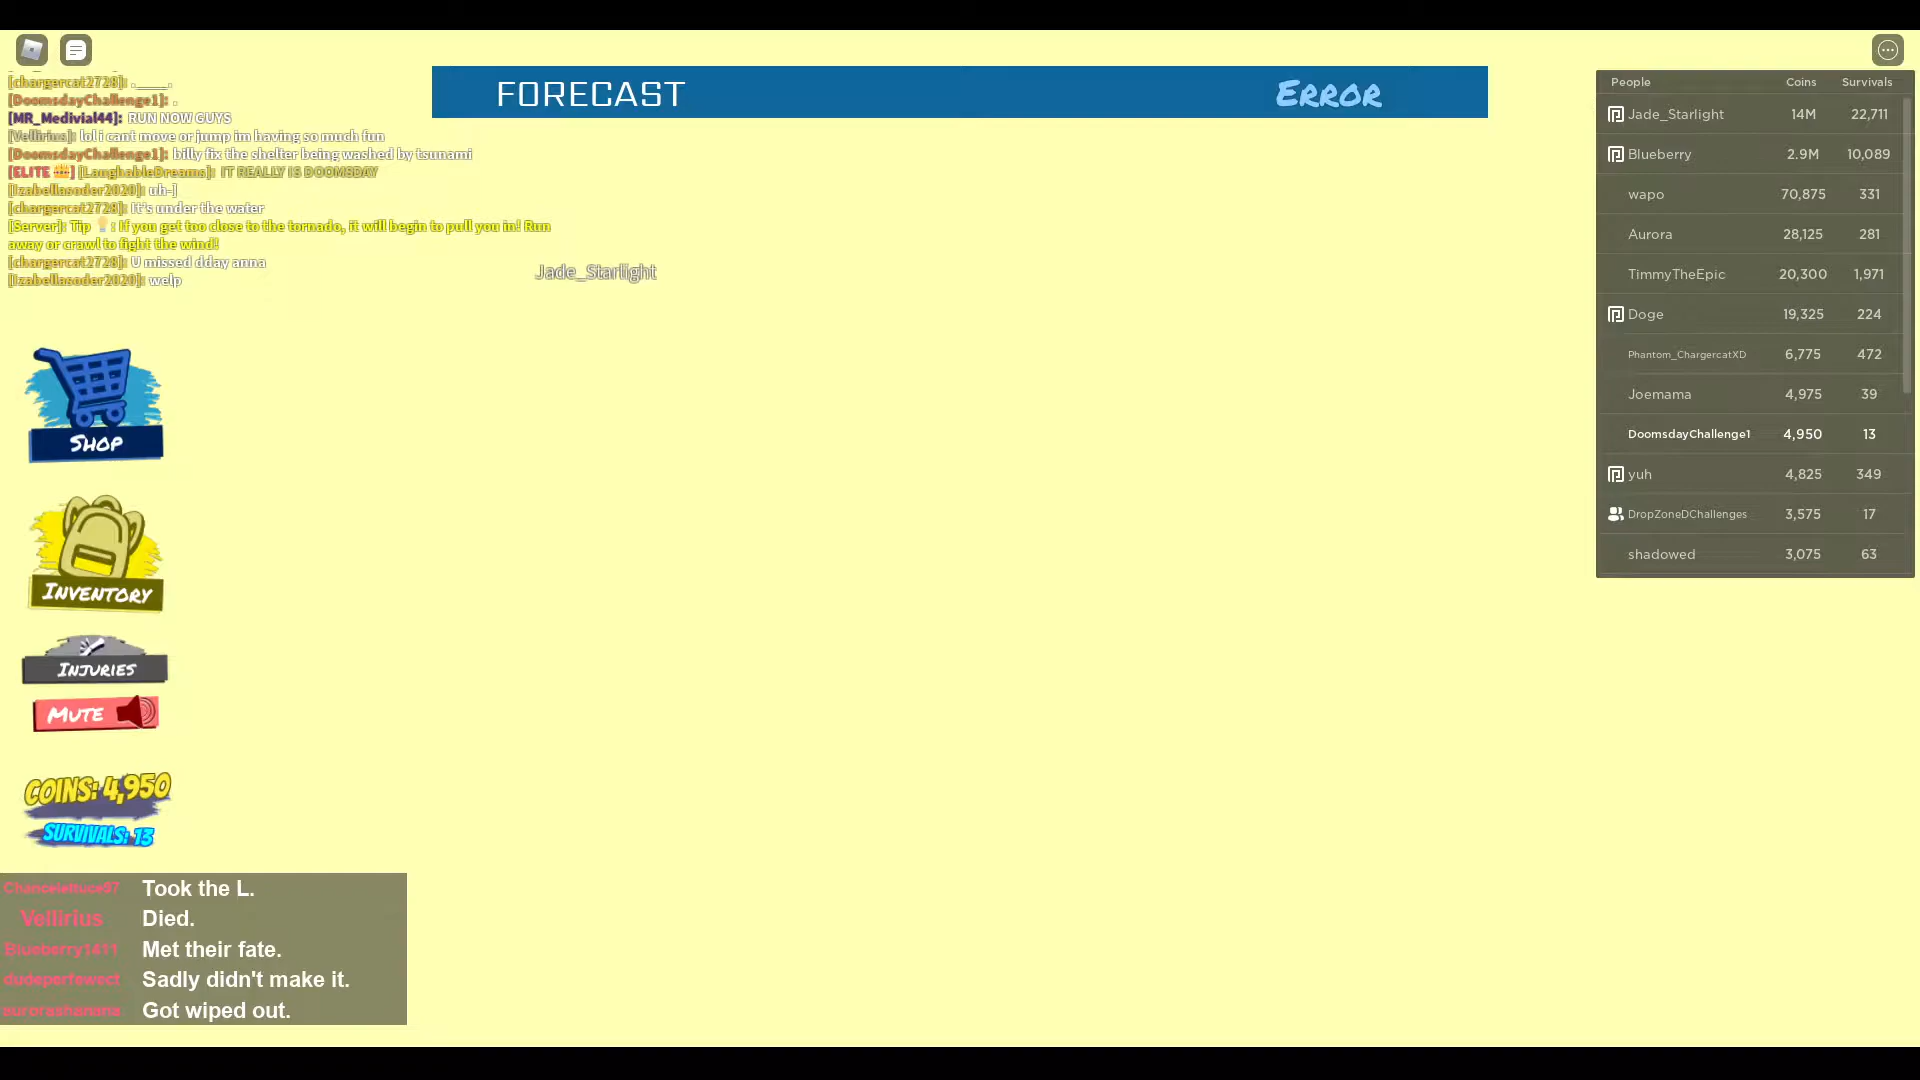 [chargercat2728]: .____.
[DoomsdayChallenge1]: .
[MR_Medivial44]: RUN NOW GUYS
[Vellirius]: lol i cant move or jump im having so much fun
[DoomsdayChallenge1]: billy fix the shelter being washed by tsunami
[ELITE 👑] [LaughableDreams]: IT REALLY IS DOOMSDAY
[Izabellasoder2020]: uh-]
[chargercat2728]: It's under the water
[Server]: Tip 💡: If you get too close to the tornado, it will begin to pull you in! Run
away or crawl to fight the wind!
[chargercat2728]: U missed dday anna
[Izabellasoder2020]: welp
FORECAST Error
Jade_Starlight
People Coins Survivals
Jade_Starlight 14M 22,711
Blueberry 2.9M 10,089
wapo 70,875 331
Aurora 28,125 281
TimmyTheEpic 20,300 1,971
Doge 19,325 224
Phantom_ChargercatXD 6,775 472
Joemama 4,975 39
DoomsdayChallenge1 4,950 13
yuh 4,825 349
DropZoneDChallenges 3,575 17
shadowed 3,075 63
SHOP
INVENTORY
INJURIES
MUTE
COINS: 4,950
SURVIVALS: 13
Chancelettuce97 Took the L.
Vellirius Died.
Blueberry1411 Met their fate.
Sadly didn't make it.
Got wiped out.